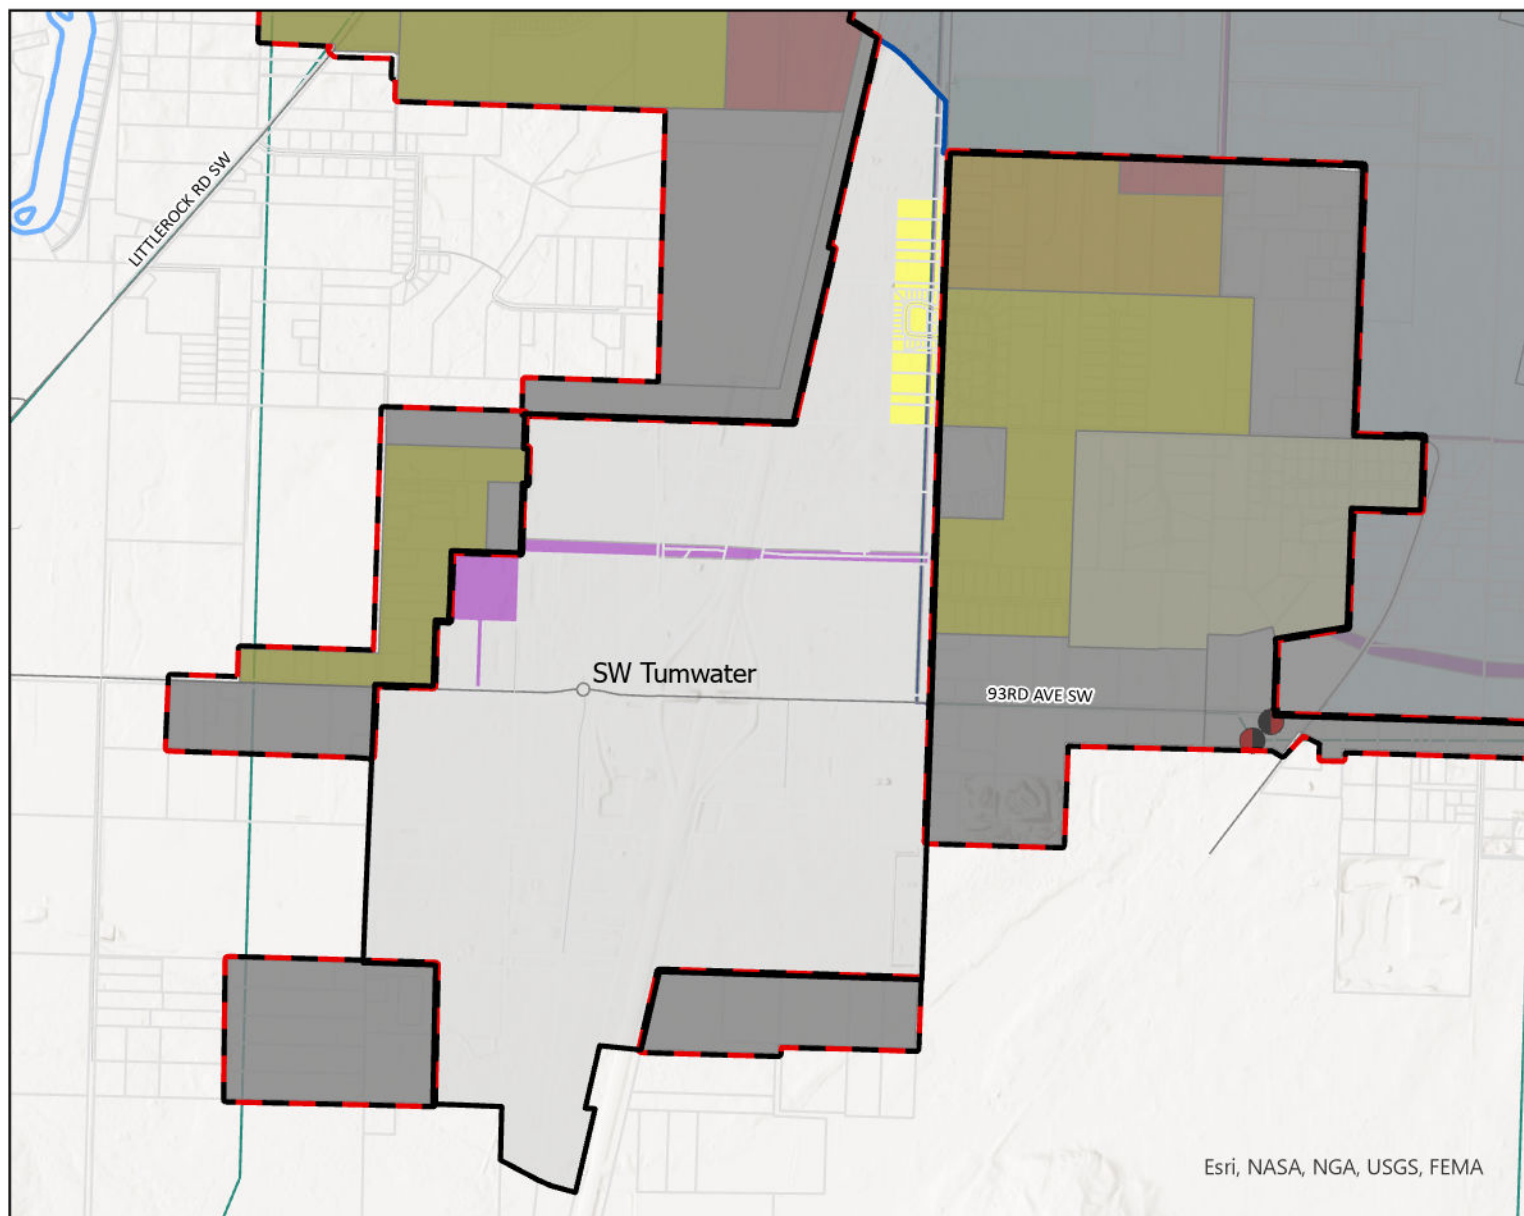 LITTLEROCK RD SW
SW Tumwater
93RD AVE SW
Esri, NASA, NGA, USGS, FEMA